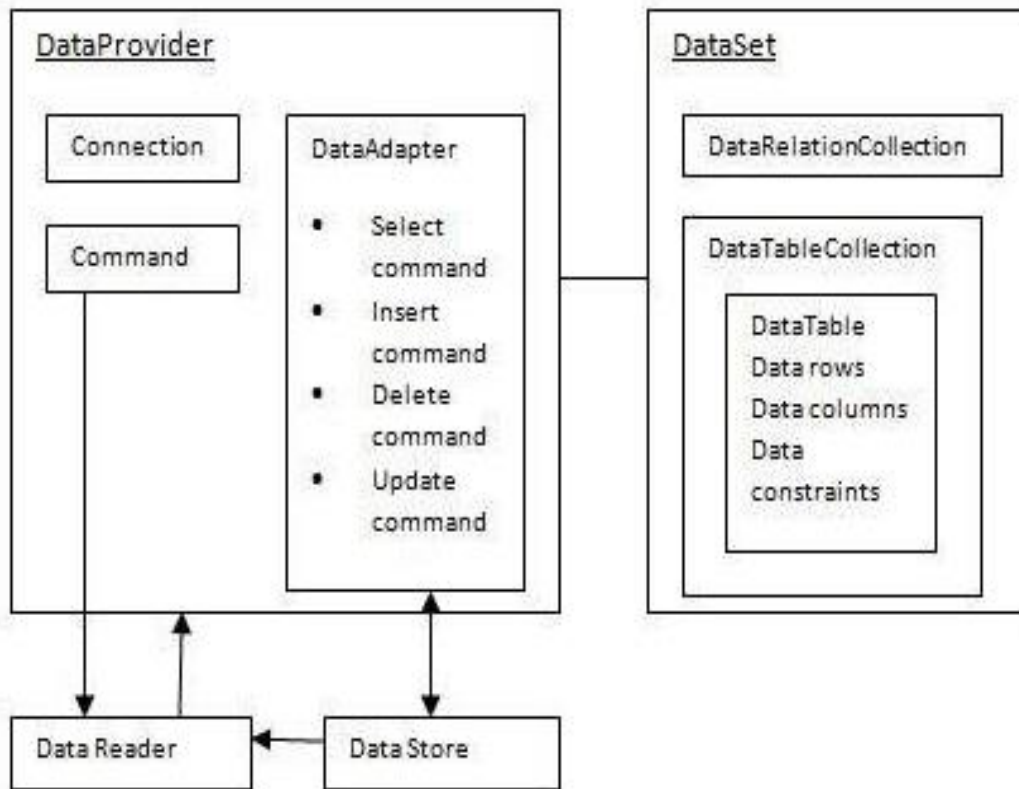 DataProvider
Connection
Command
DataAdapter
• Select
command
• Insert
command
• Delete
command
• Update
command
DataSet
DataRelationCollection
DataTableCollection
DataTable
Data rows
Data columns
Data
constraints
Data Reader
Data Store